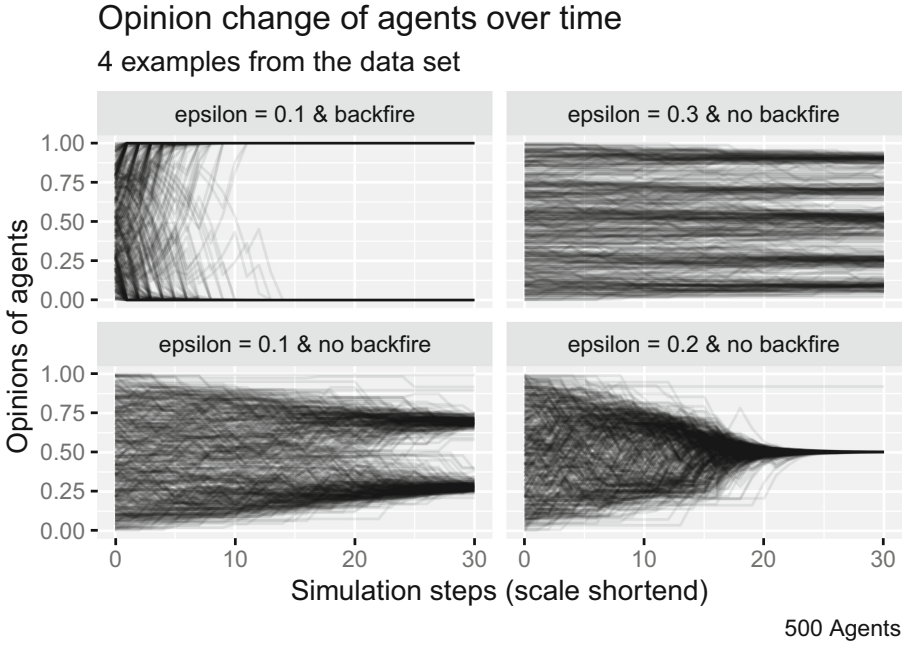 Opinion change of agents over time
4 examples from the data set
epsilon = 0.1 & backfire
epsilon = 0.3 & no backfire
1.00
0.75
0.50
0.25
0.00
epsilon = 0.1 & no backfire
epsilon = 0.2 & no backfire
1.00
0.75
0.50
0.25
0.00
Opinions of agents
0 10 20 30 0 10 20 30
Simulation steps (scale shortend)
500 Agents